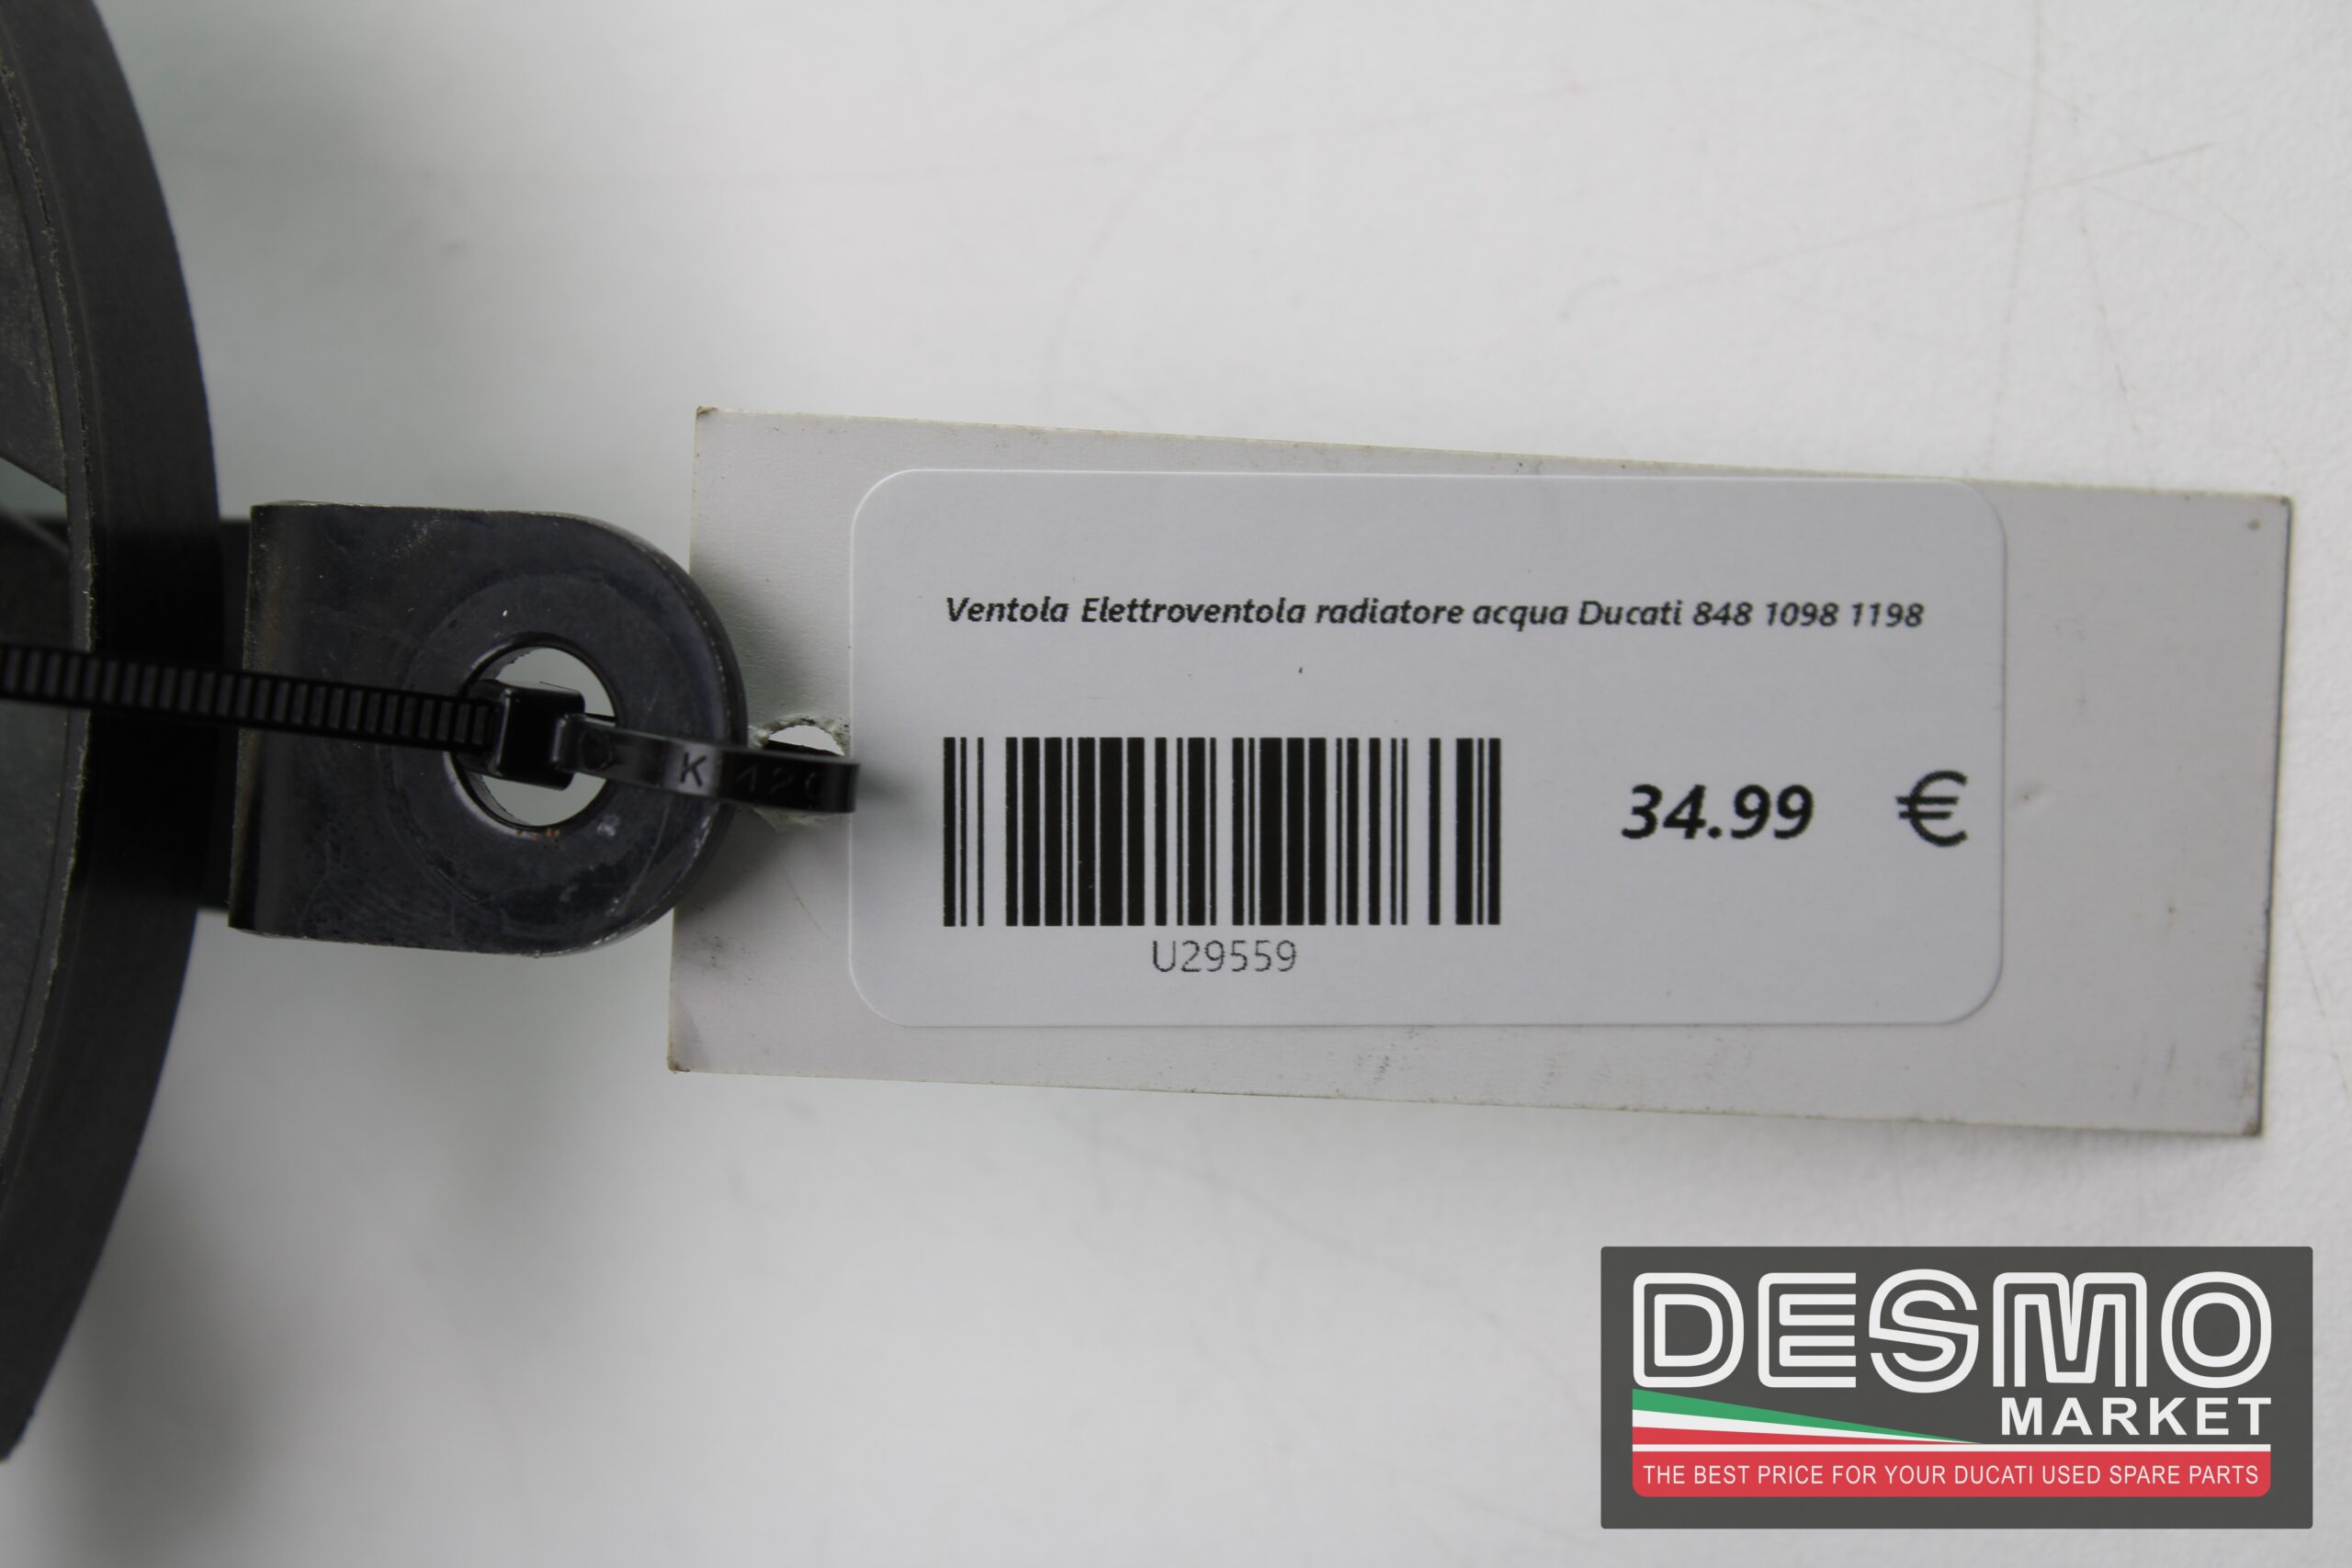 Ventola Elettroventola radiatore acqua Ducati 848 1098 1198
34.99 €
U29559
K
DESMO
MARKET
THE BEST PRICE FOR YOUR DUCATI USED SPARE PARTS